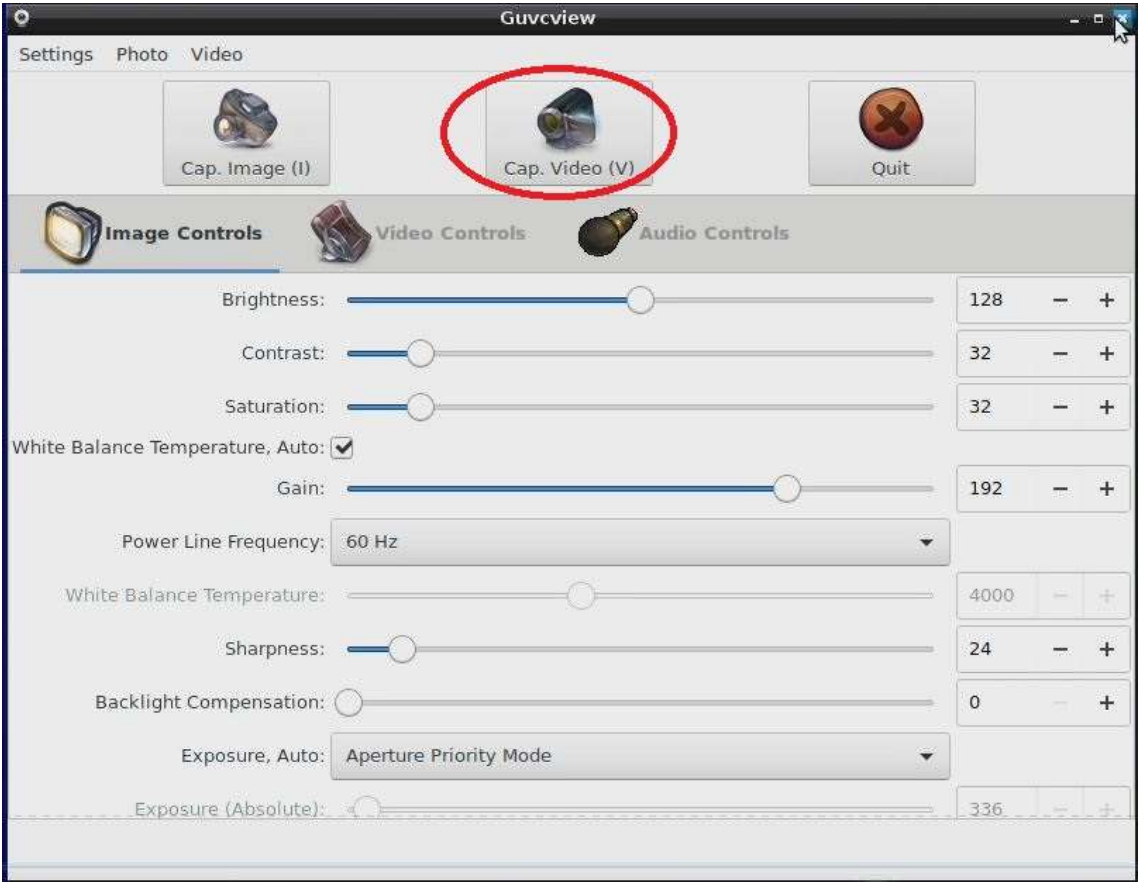 Guvcview
Settings Photo Video
Cap. Image (I) Cap. Video (V) Quit
Image Controls Video Controls Audio Controls
Brightness: 128 − +
Contrast: 32 − +
Saturation: 32 − +
White Balance Temperature, Auto:
Gain: 192 − +
Power Line Frequency: 60 Hz
White Balance Temperature: 4000 − +
Sharpness: 24 − +
Backlight Compensation: 0 − +
Exposure, Auto: Aperture Priority Mode
Exposure (Absolute): 336 − +